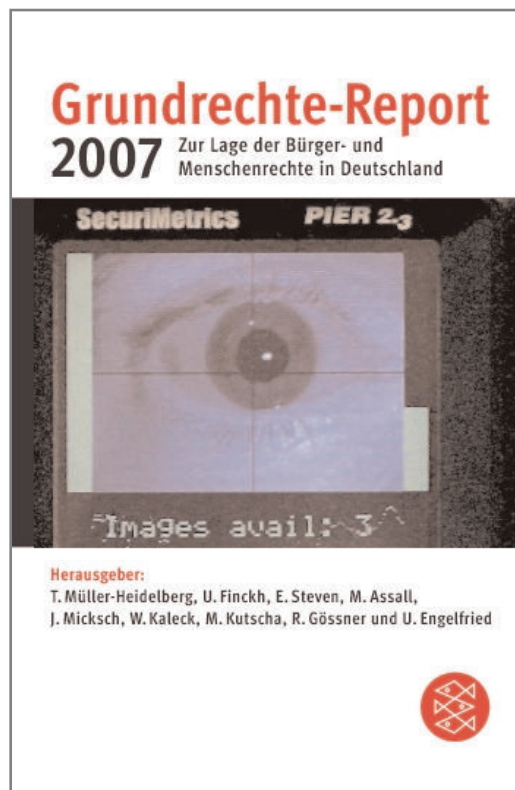 Grundrechte-Report
2007 Zur Lage der Bürger- und
Menschenrechte in Deutschland
SecuriMetrics PIER 2.3
Images avail: 3
Herausgeber:
T. Müller-Heidelberg, U. Finckh, E. Steven, M. Assall,
J. Micksch, W. Kaleck, M. Kutscha, R. Gössner und U. Engelfried